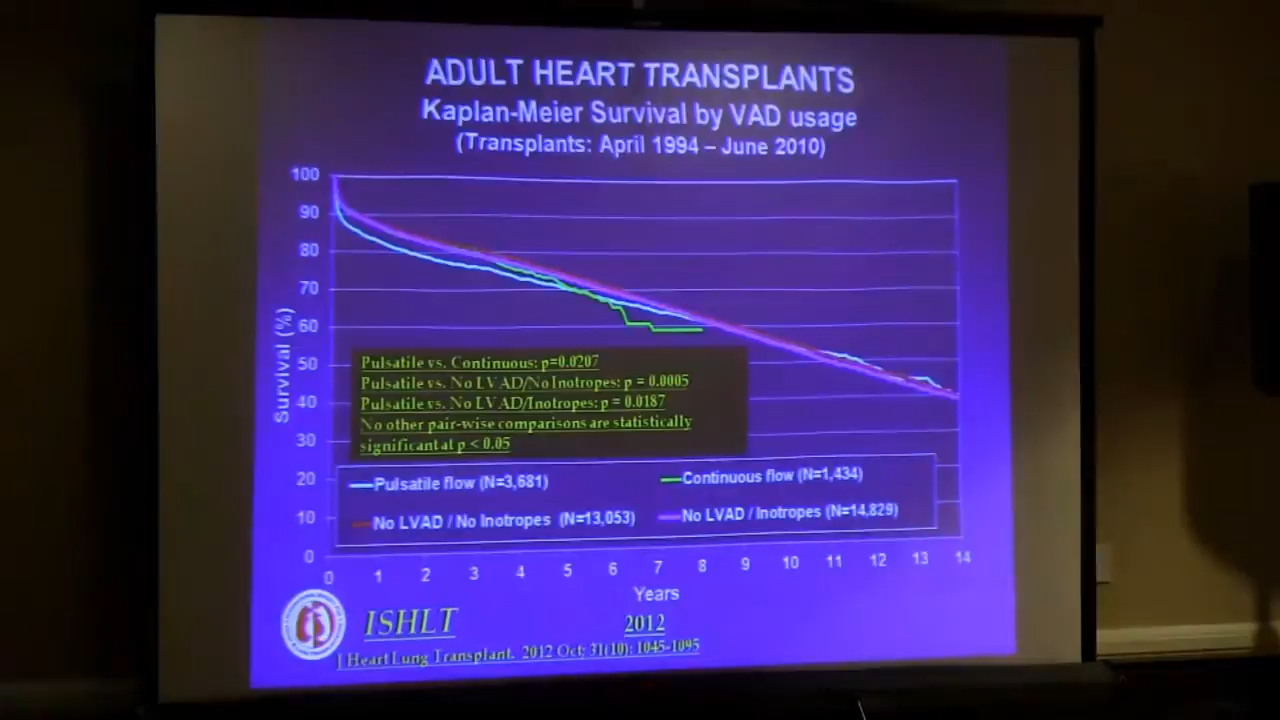 ADULT HEART TRANSPLANTS
Kaplan-Meier Survival by VAD usage
(Transplants: April 1994 – June 2010)
100
90
80
70
60
50
40
30
20
10
0
Survival (%)
Pulsatile vs. Continuous: p=0.0207
Pulsatile vs. No LVAD/No Inotropes: p = 0.0005
Pulsatile vs. No LVAD/Inotropes: p = 0.0187
No other pair-wise comparisons are statistically
significant at p < 0.05
Pulsatile flow (N=3,681) Continuous flow (N=1,434)
No LVAD / No Inotropes (N=13,053) No LVAD / Inotropes (N=14,829)
0 1 2 3 4 5 6 7 8 9 10 11 12 13 14
Years
ISHLT 2012
J Heart Lung Transplant. 2012 Oct; 31(10): 1045-1095